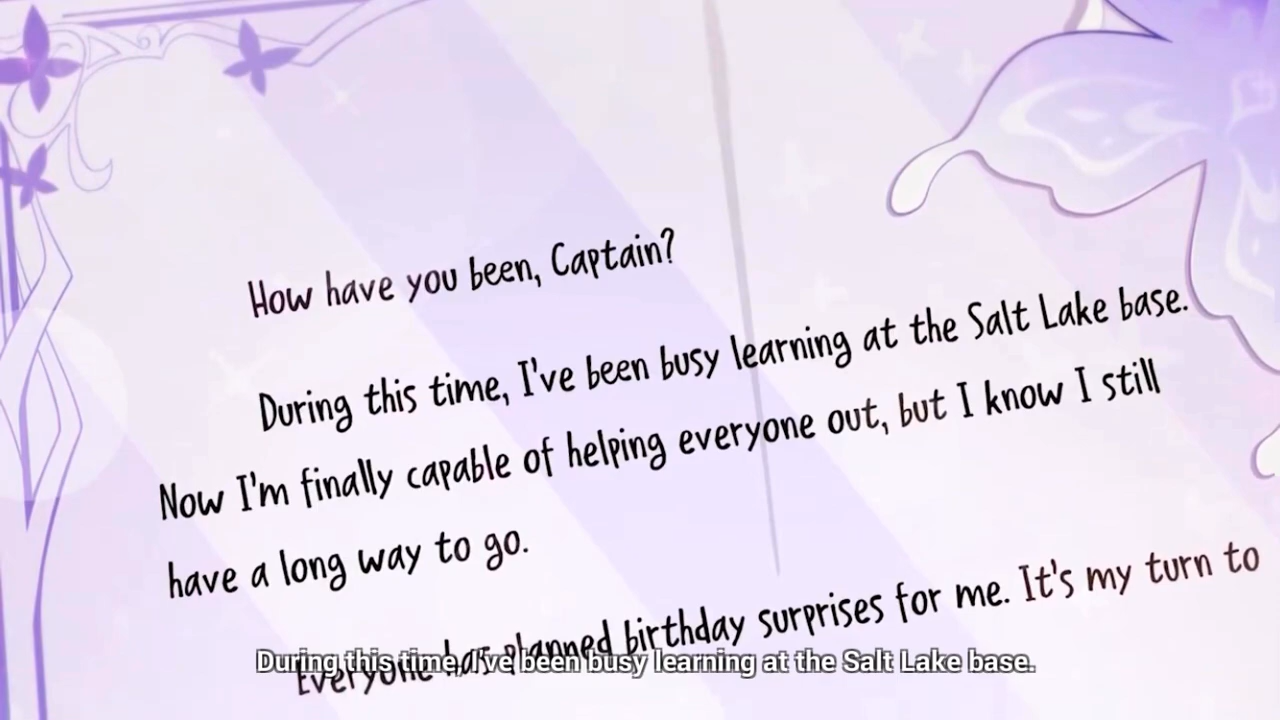 How have you been, Captain?
During this time, I've been busy learning at the Salt Lake base.
Now I'm finally capable of helping everyone out, but I know I still
have a long way to go.
Everyone has planned birthday surprises for me. It's my turn to
During this time, I've been busy learning at the Salt Lake base.